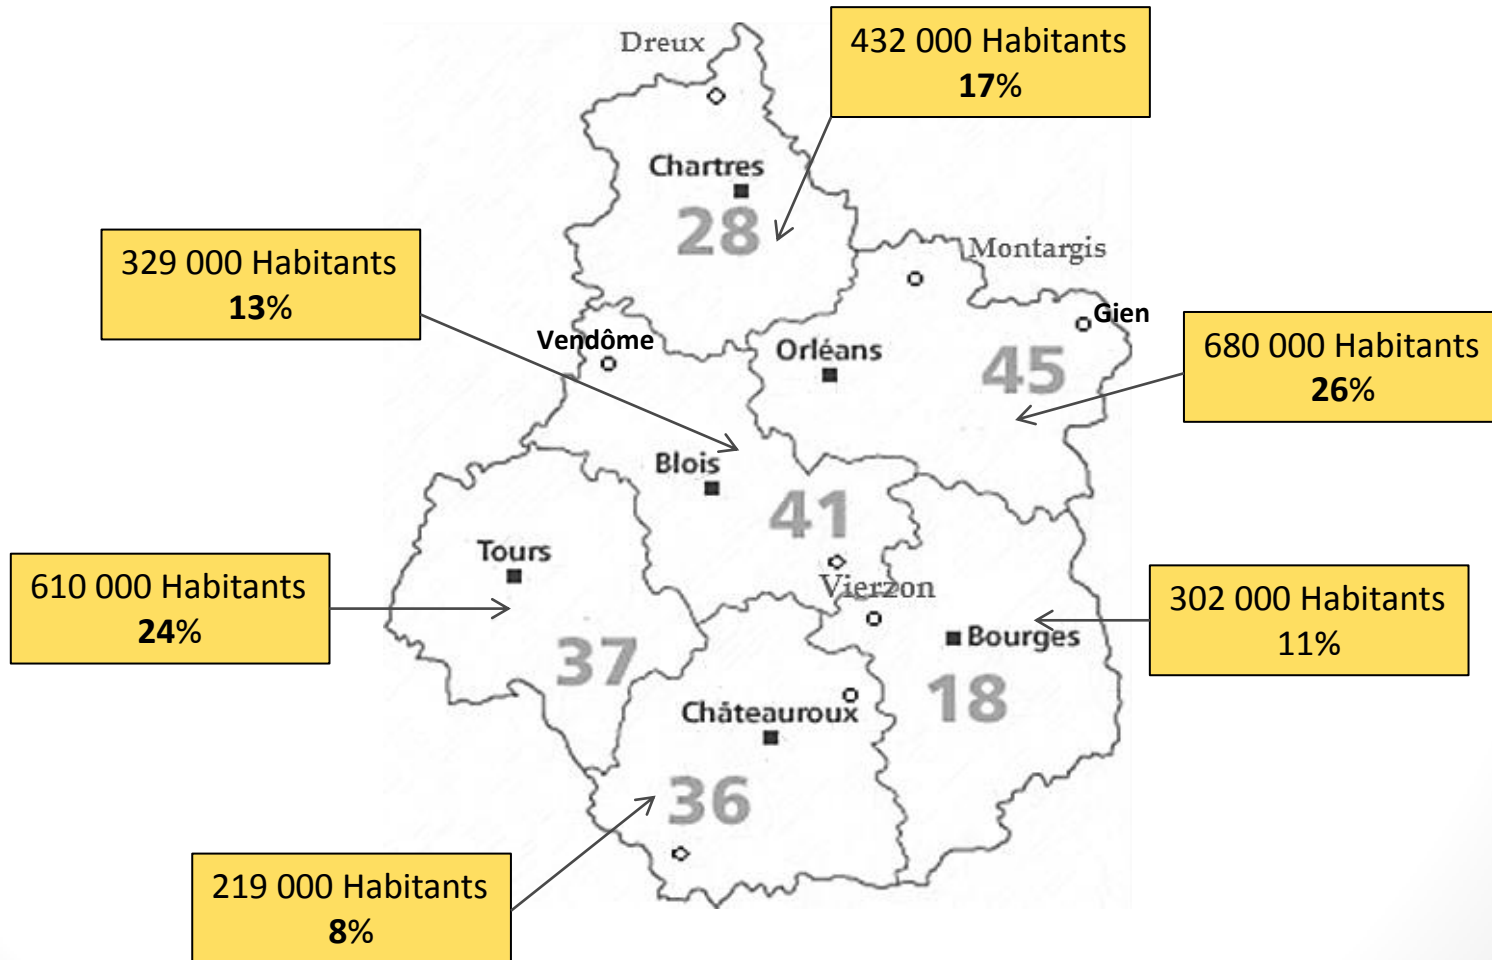 Dreux
432 000 Habitants
17%
Chartres
28
329 000 Habitants
13%
Montargis
Gien
Vendôme
Orléans
45
680 000 Habitants
26%
Blois
41
Tours
610 000 Habitants
24%
37
Vierzon
302 000 Habitants
11%
Bourges
18
Châteauroux
36
219 000 Habitants
8%